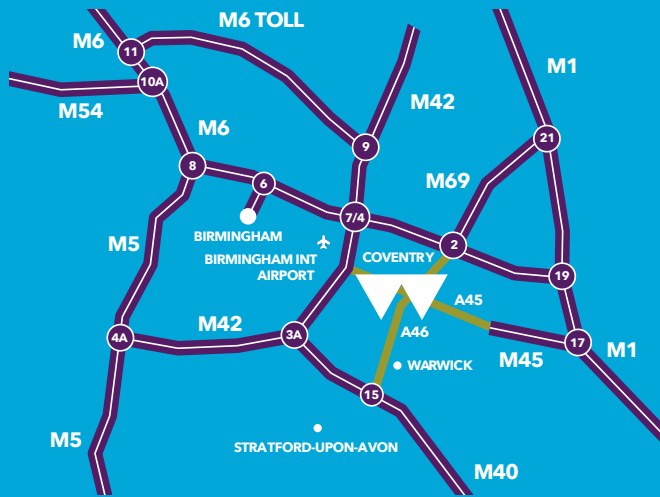 M6 TOLL
M6
11
M1
10A
M54
M42
M6
21
9
M69
8
6
7/4
BIRMINGHAM
M5
2
BIRMINGHAM INT
AIRPORT
COVENTRY
19
A45
M42
A46
4A
3A
M45
17
M1
WARWICK
15
M5
STRATFORD-UPON-AVON
M40